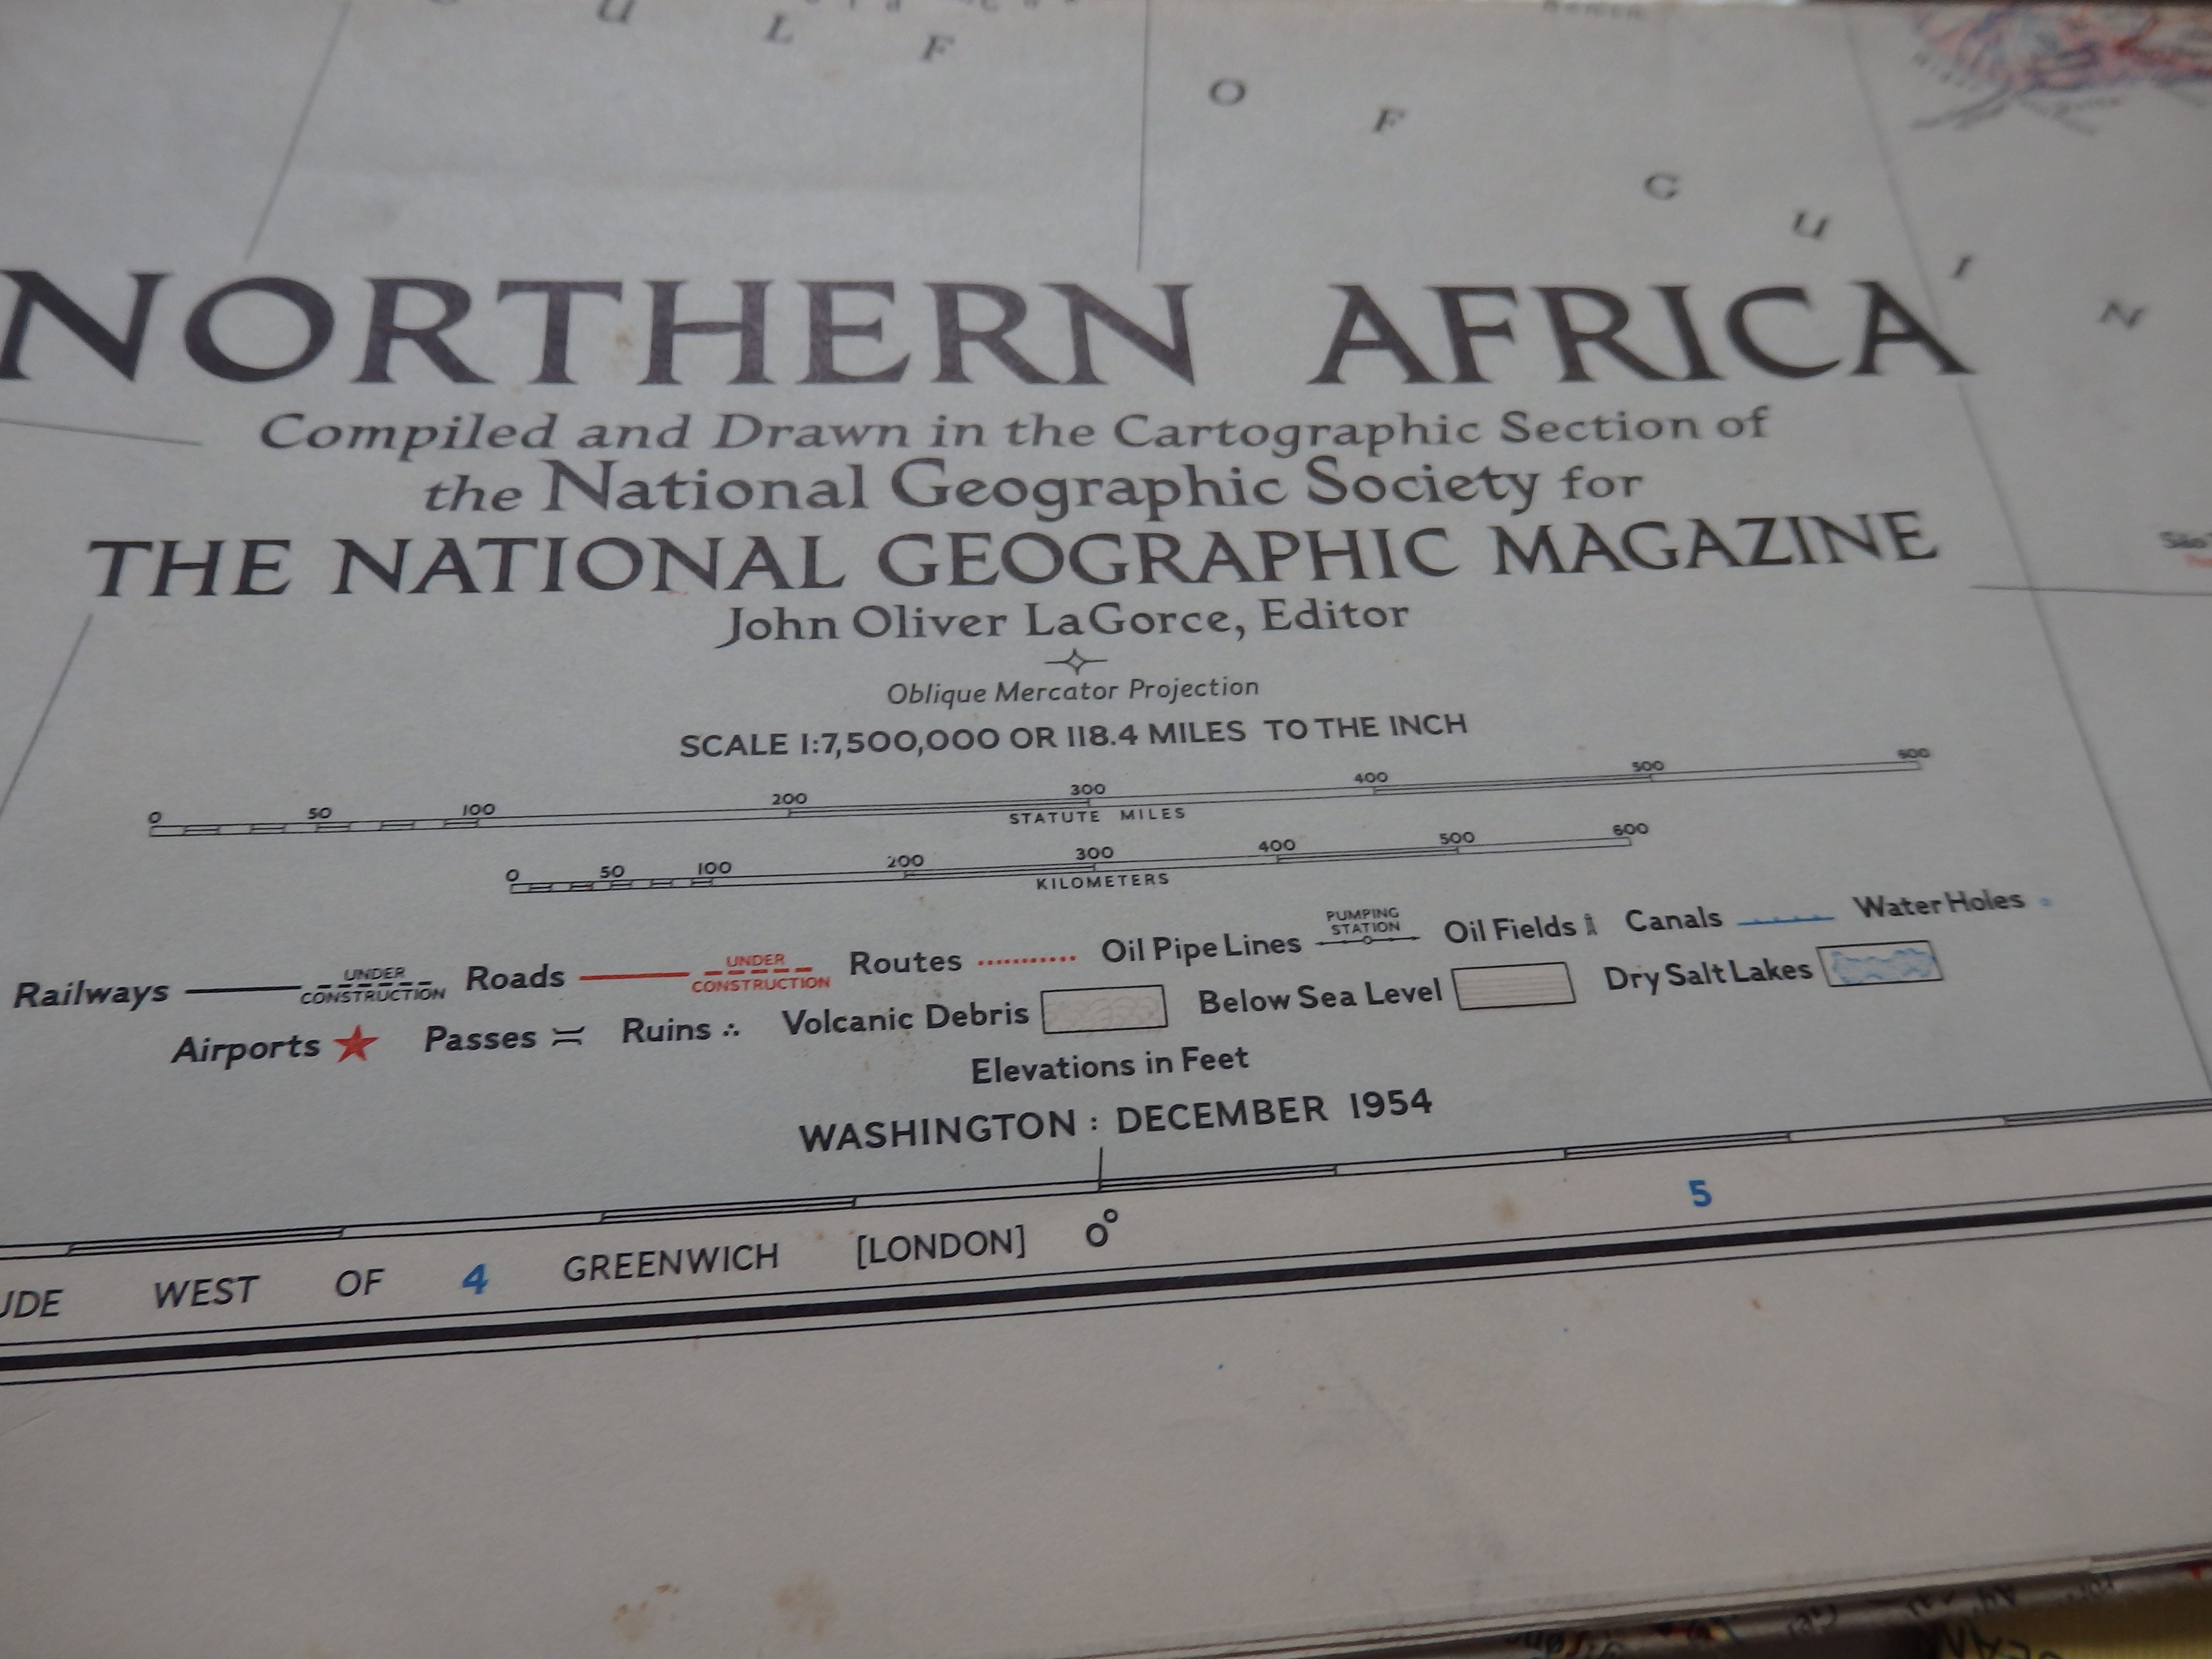 U L F O F G U I N
NORTHERN AFRICA
Compiled and Drawn in the Cartographic Section of
the National Geographic Society for
THE NATIONAL GEOGRAPHIC MAGAZINE
John Oliver LaGorce, Editor
Oblique Mercator Projection
SCALE 1:7,500,000 OR 118.4 MILES TO THE INCH
0 50 100 200 300 400 500 600
STATUTE MILES
0 50 100 200 300 400 500 600
KILOMETERS
Railways UNDER CONSTRUCTION Roads UNDER CONSTRUCTION Routes Oil Pipe Lines PUMPING STATION Oil Fields Canals Water Holes
Airports Passes Ruins Volcanic Debris Below Sea Level Dry Salt Lakes
Elevations in Feet
WASHINGTON : DECEMBER 1954
UDE WEST OF 4 GREENWICH [LONDON] 0° 5